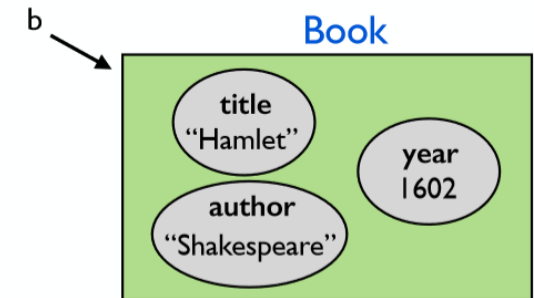 b
Book
title
“Hamlet”
year
1602
author
“Shakespeare”